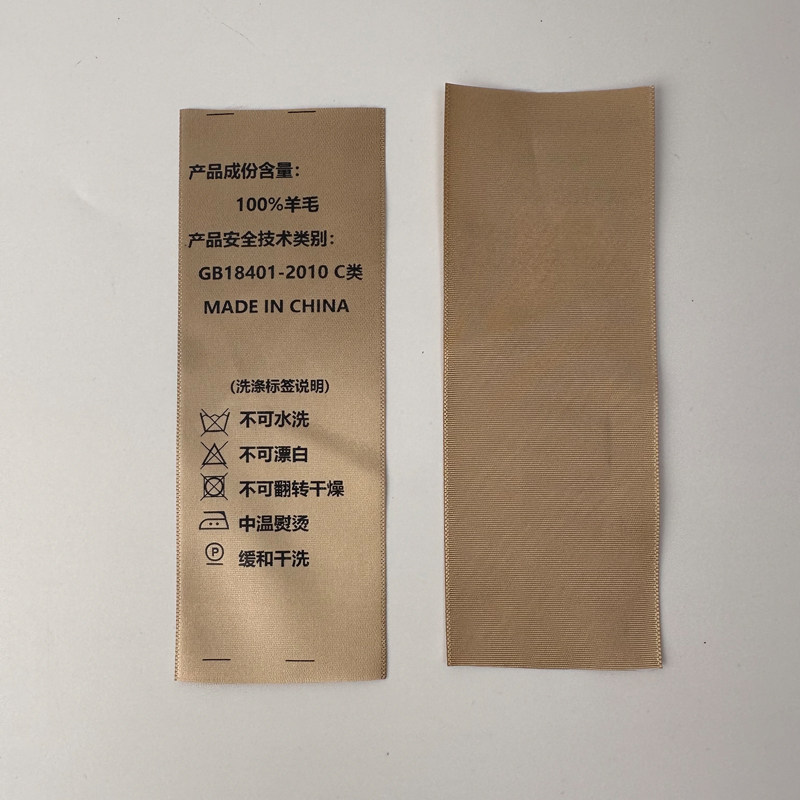 产品成份含量：
100%羊毛
产品安全技术类别：
GB18401-2010 C类
MADE IN CHINA
(洗涤标签说明)
不可水洗
不可漂白
不可翻转干燥
中温熨烫
P 缓和干洗